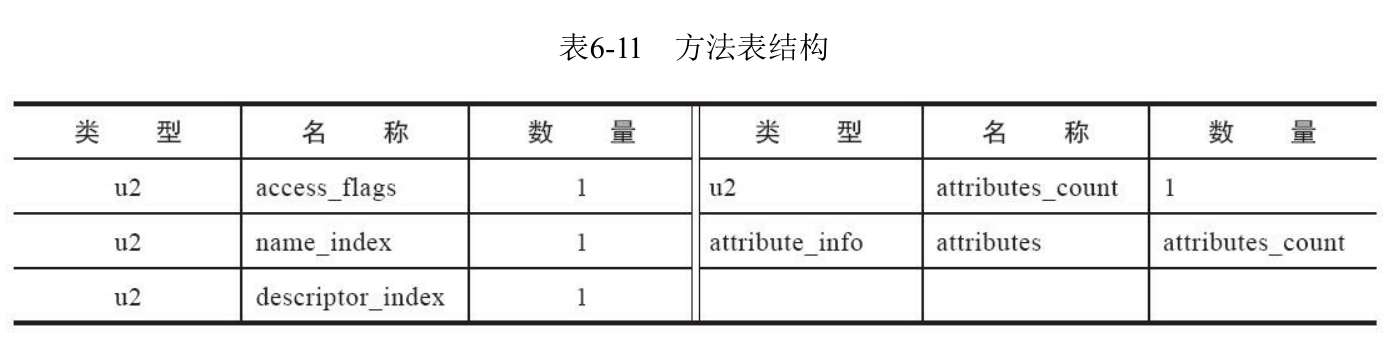 表6-11 方法表结构
类 型 名 称 数 量 类 型 名 称 数 量
u2 access_flags 1 u2 attributes_count 1
u2 name_index 1 attribute_info attributes attributes_count
u2 descriptor_index 1